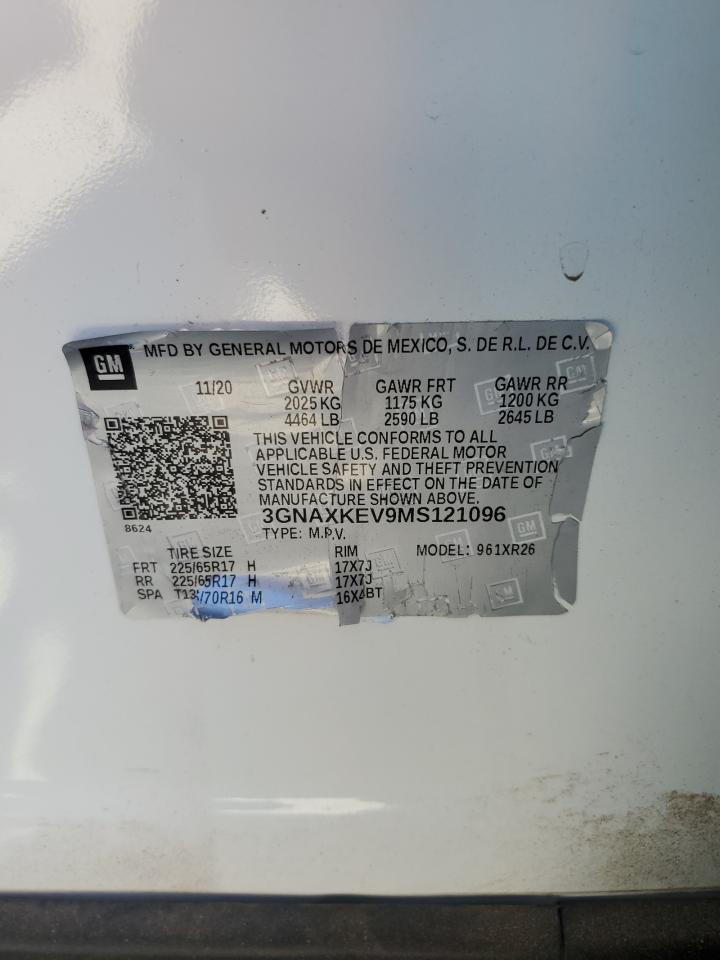 GM MFD BY GENERAL MOTORS DE MEXICO, S. DE R.L. DE C.V.
11/20 GVWR GAWR FRT GAWR RR
2025 KG 1175 KG 1200 KG
4464 LB 2590 LB 2645 LB
THIS VEHICLE CONFORMS TO ALL
APPLICABLE U.S. FEDERAL MOTOR
VEHICLE SAFETY AND THEFT PREVENTION
STANDARDS IN EFFECT ON THE DATE OF
MANUFACTURE SHOWN ABOVE.
3GNAXKEV9MS121096
8624
TYPE: M.P.V.
TIRE SIZE RIM MODEL: 961XR26
FRT 225/65R17 H 17X7J
RR 225/65R17 H 17X7J
SPA /70R16 M